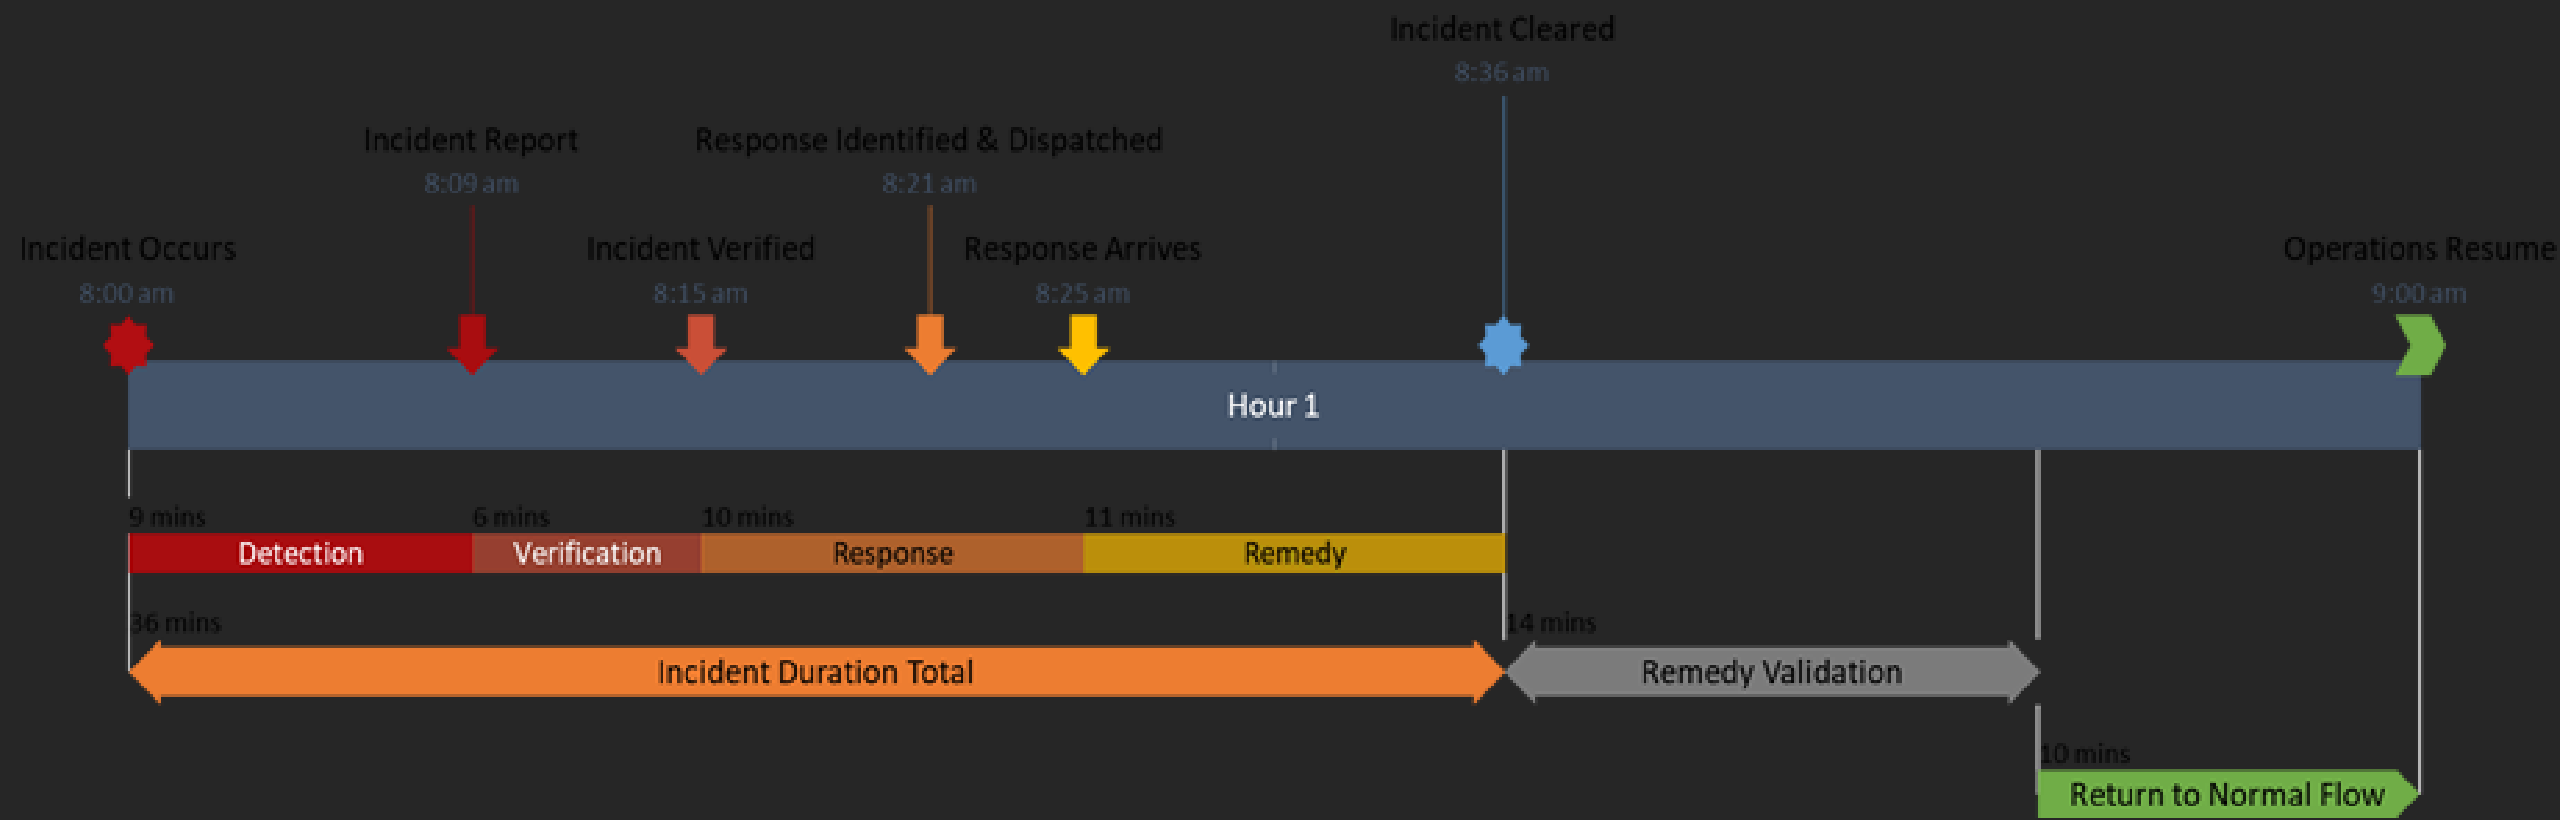 Incident Cleared
8:36 am
Incident Report
8:09 am
Response Identified & Dispatched
8:21 am
Incident Occurs
8:00 am
Incident Verified
8:15 am
Response Arrives
8:25 am
Operations Resume
9:00 am
Hour 1
9 mins
6 mins
10 mins
11 mins
Detection
Verification
Response
Remedy
36 mins
14 mins
Incident Duration Total
Remedy Validation
10 mins
Return to Normal Flow